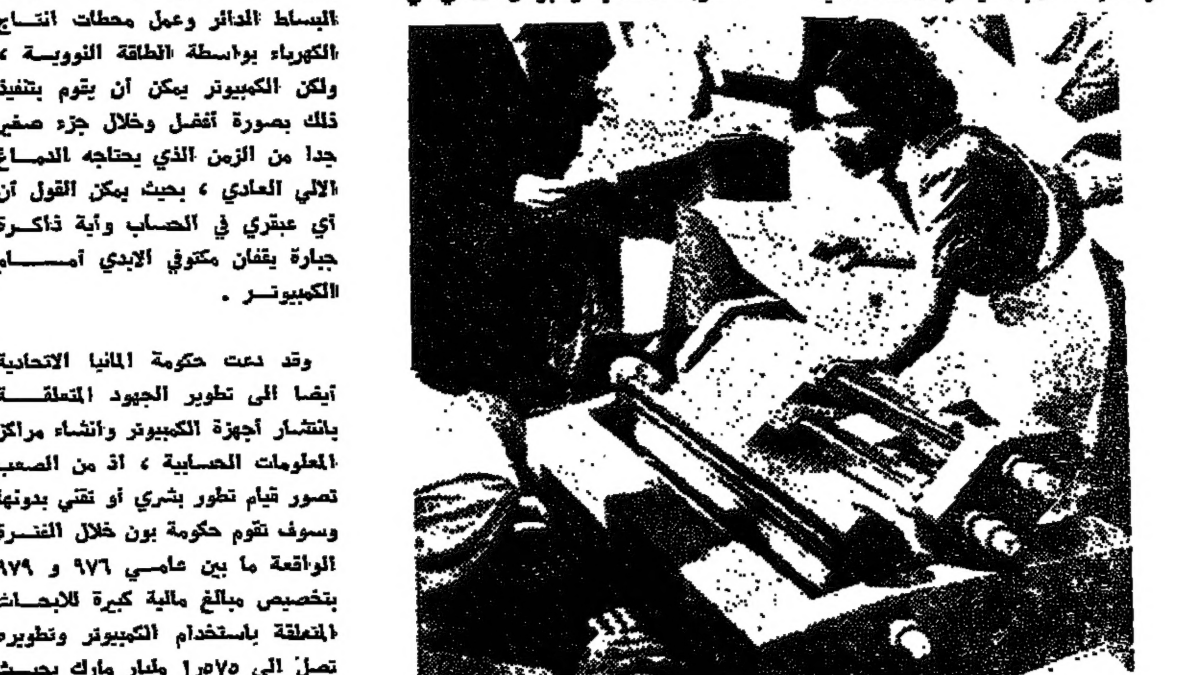 البساط الدائر وعمل محطات انتاج
الكهرباء بواسطة الطاقة النووية ،
ولكن الكمبيوتر يمكن أن يقوم بتنفيذ
ذلك بصورة أفضل وخلال جزء صغير
جدا من الزمن الذي يحتاجه الدماغ
الالي العادي ، بحيث يمكن القول أن
أي عبقري في الحساب وأية ذاكرة
جبارة يقفان مكتوفي الايدي أمام
الكمبيوتر .
وقد دعت حكومة المانيا الاتحادية
أيضا الى تطوير الجهود المتعلقة
بانتشار أجهزة الكمبيوتر وانشاء مراكز
المعلومات الحسابية ، اذ من الصعب
تصور قيام تطور بشري أو تقني بدونها
وسوف تقوم حكومة بون خلال الفترة
الواقعة ما بين عامي ٩٧٦ و ٩٧٩
بتخصيص مبالغ مالية كبيرة للابحاث
المتعلقة باستخدام الكمبيوتر وتطويره
تصل الى ١٫٥٧٥ مليار مارك بحيث